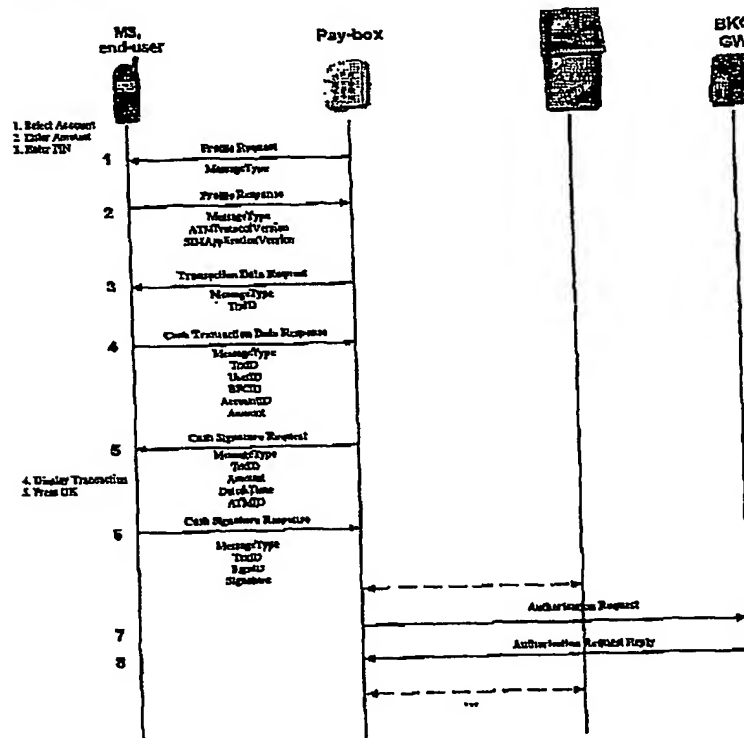 MS,
end-user
Pay-box
GW
1. Select Account
2. Enter Amount
3. Enter PIN
1
Profile Request
MessageType
2
Profile Response
MessageType
ATMProtocolVersion
SIMApplicationVersion
3
Transaction Data Request
MessageType
TrxID
4
Cash Transaction Data Response
MessageType
TrxID
UserID
AccountID
Amount
5
Cash Signature Request
MessageType
TrxID
Amount
Date&Time
ATMID
4. Display Transaction
5. Press OK
6
Cash Signature Response
MessageType
TrxID
Signature
Authorisation Request
7
Authorisation Request Reply
8
...